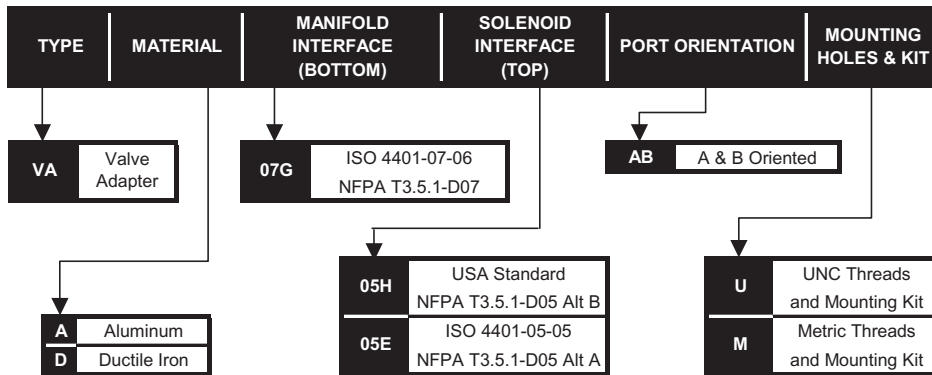 TYPE
MATERIAL
MANIFOLD
INTERFACE
(BOTTOM)
SOLENOID
INTERFACE
(TOP)
PORT ORIENTATION
MOUNTING
HOLES & KIT
VA
Valve
Adapter
07G
ISO 4401-07-06
NFPA T3.5.1-D07
AB
A & B Oriented
A
Aluminum
D
Ductile Iron
05H
USA Standard
NFPA T3.5.1-D05 Alt B
05E
ISO 4401-05-05
NFPA T3.5.1-D05 Alt A
U
UNC Threads
and Mounting Kit
M
Metric Threads
and Mounting Kit